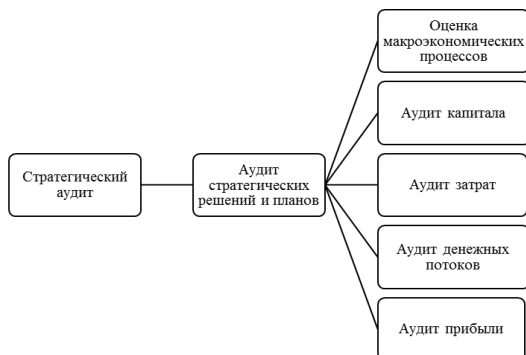 Стратегический
аудит
Аудит
стратегических
решений и планов
Оценка
макроэкономических
процессов
Аудит капитала
Аудит затрат
Аудит денежных
потоков
Аудит прибыли